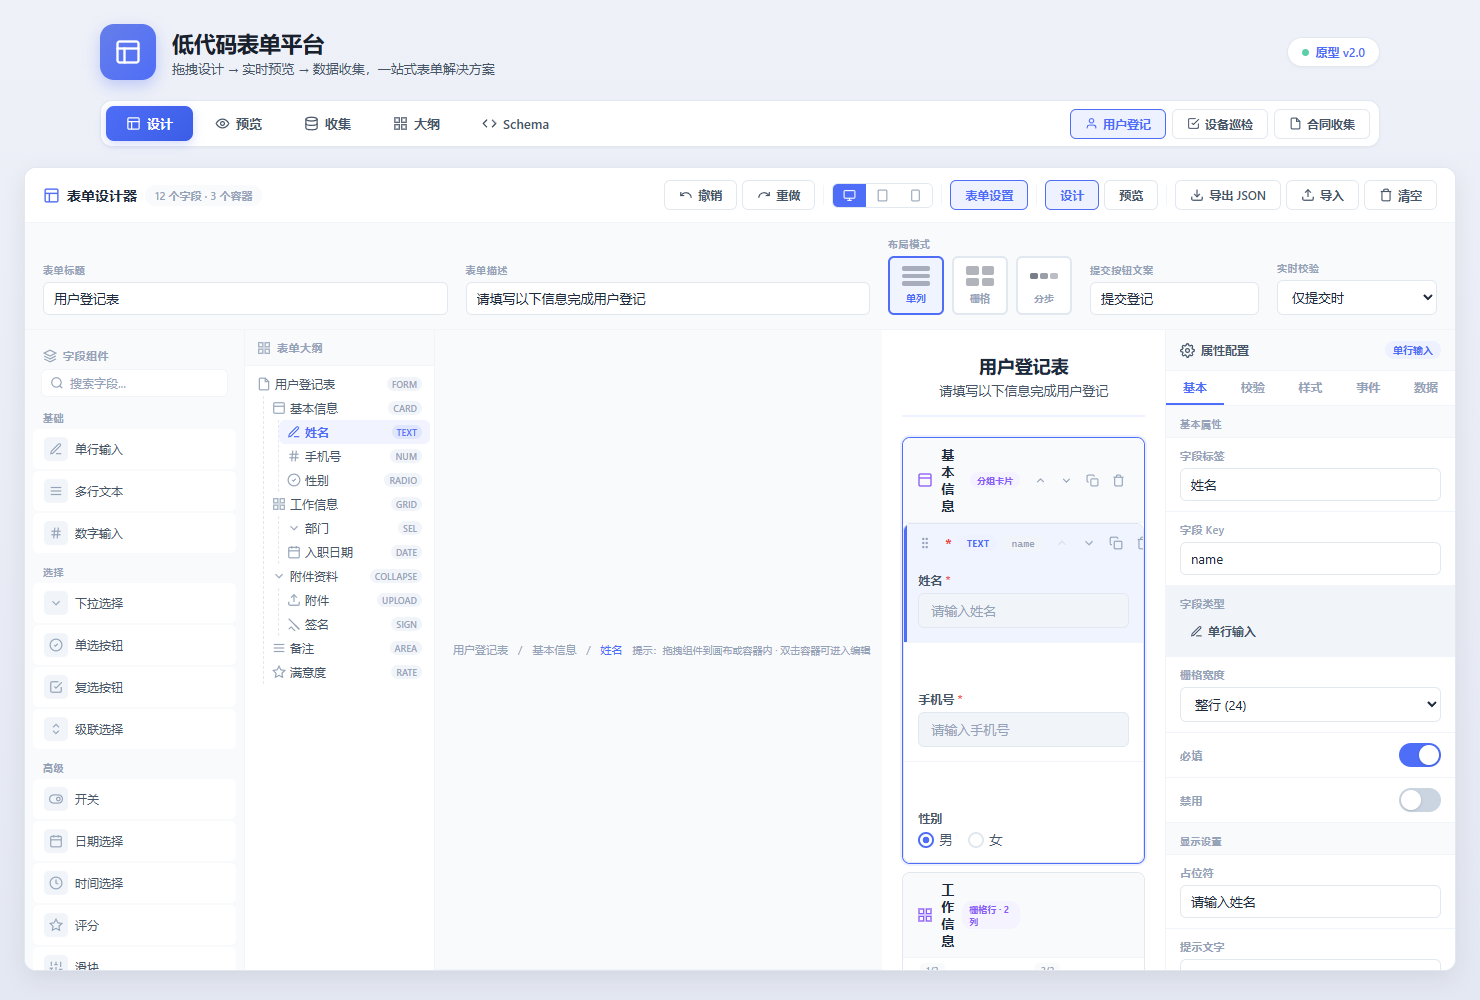 低代码表单平台
拖拽设计 → 实时预览 → 数据收集，一站式表单解决方案
原型 v2.0
设计
预览
收集
大纲
Schema
用户登记
设备巡检
合同收集
表单设计器
12 个字段 · 3 个容器
撤销
重做
表单设置
设计
预览
导出 JSON
导入
清空
表单标题
用户登记表
表单描述
请填写以下信息完成用户登记
布局模式
单列
栅格
分步
提交按钮文案
提交登记
实时校验
仅提交时
字段组件
搜索字段...
基础
单行输入
多行文本
数字输入
选择
下拉选择
单选按钮
复选按钮
级联选择
高级
开关
日期选择
时间选择
评分
滑块
表单大纲
用户登记表 FORM
基本信息 CARD
姓名 TEXT
手机号 NUM
性别 RADIO
工作信息 GRID
部门 SEL
入职日期 DATE
附件资料 COLLAPSE
附件 UPLOAD
签名 SIGN
备注 AREA
满意度 RATE
用户登记表 / 基本信息 / 姓名 提示：拖拽组件到画布或容器内 · 双击容器可进入编辑
用户登记表
请填写以下信息完成用户登记
基
本
信
息
分组卡片
* TEXT name
姓名 *
请输入姓名
手机号 *
请输入手机号
性别
男 女
工
作
信
息
栅格行 · 2
列
属性配置
单行输入
基本 校验 样式 事件 数据
基本属性
字段标签
姓名
字段 Key
name
字段类型
单行输入
栅格宽度
整行 (24)
必填
禁用
显示设置
占位符
请输入姓名
提示文字